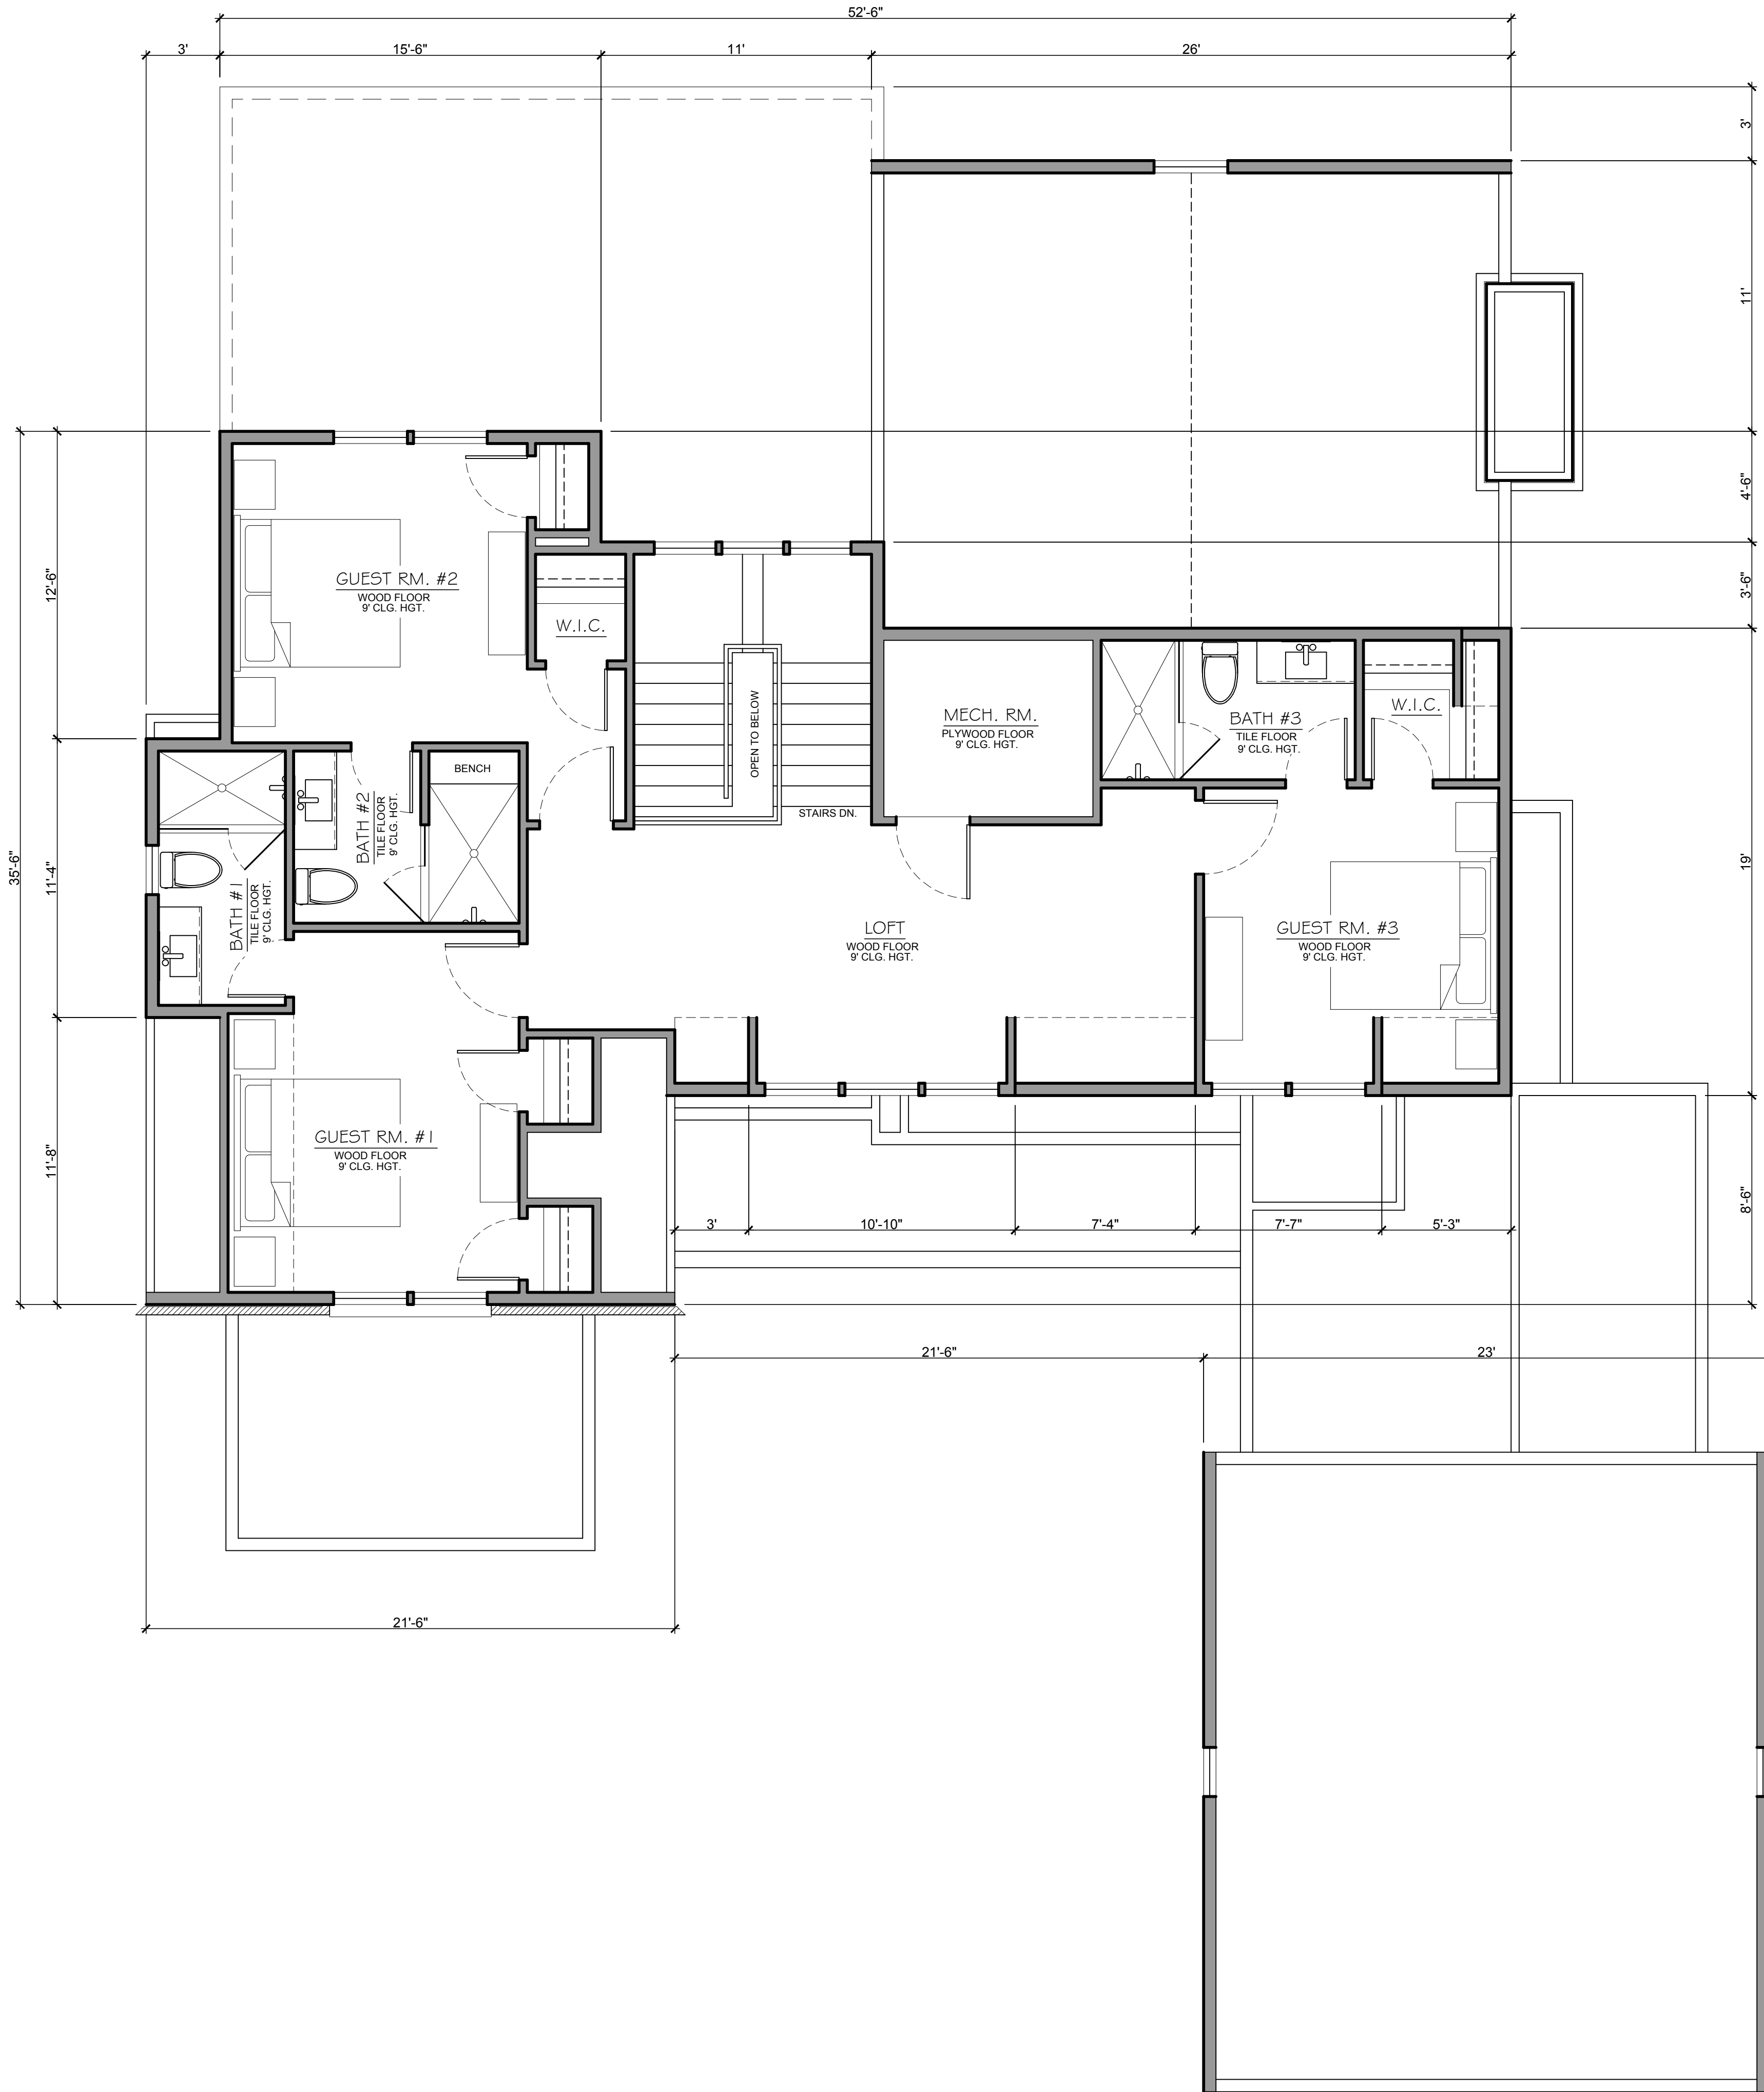 52'-6"
3'
15'-6"
11'
26'
3'
11'
4'-6"
3'-6"
19'
8'-6"
35'-6"
12'-6"
11'-4"
11'-8"
GUEST RM. #2
WOOD FLOOR
9' CLG. HGT.
W.I.C.
OPEN TO BELOW
STAIRS DN.
MECH. RM.
PLYWOOD FLOOR
9' CLG. HGT.
BATH #3
TILE FLOOR
9' CLG. HGT.
W.I.C.
BENCH
BATH #2
TILE FLOOR
9' CLG. HGT.
BATH #1
TILE FLOOR
9' CLG. HGT.
LOFT
WOOD FLOOR
9' CLG. HGT.
GUEST RM. #3
WOOD FLOOR
9' CLG. HGT.
GUEST RM. #1
WOOD FLOOR
9' CLG. HGT.
3'
10'-10"
7'-4"
7'-7"
5'-3"
21'-6"
23'
21'-6"